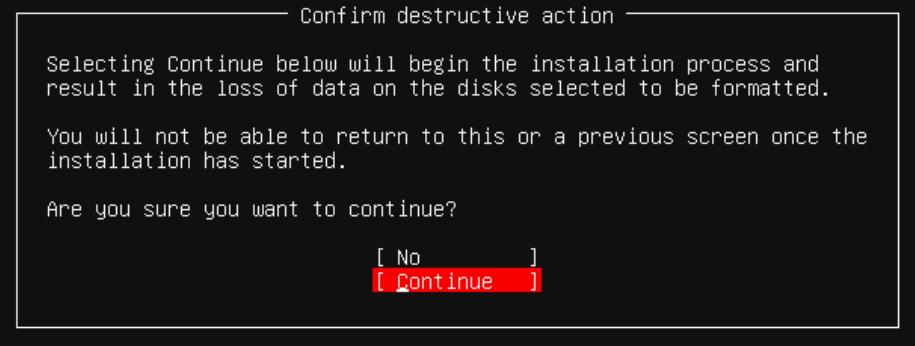 Confirm destructive action
Selecting Continue below will begin the installation process and
result in the loss of data on the disks selected to be formatted.
You will not be able to return to this or a previous screen once the
installation has started.
Are you sure you want to continue?
[ No ]
[ Continue ]